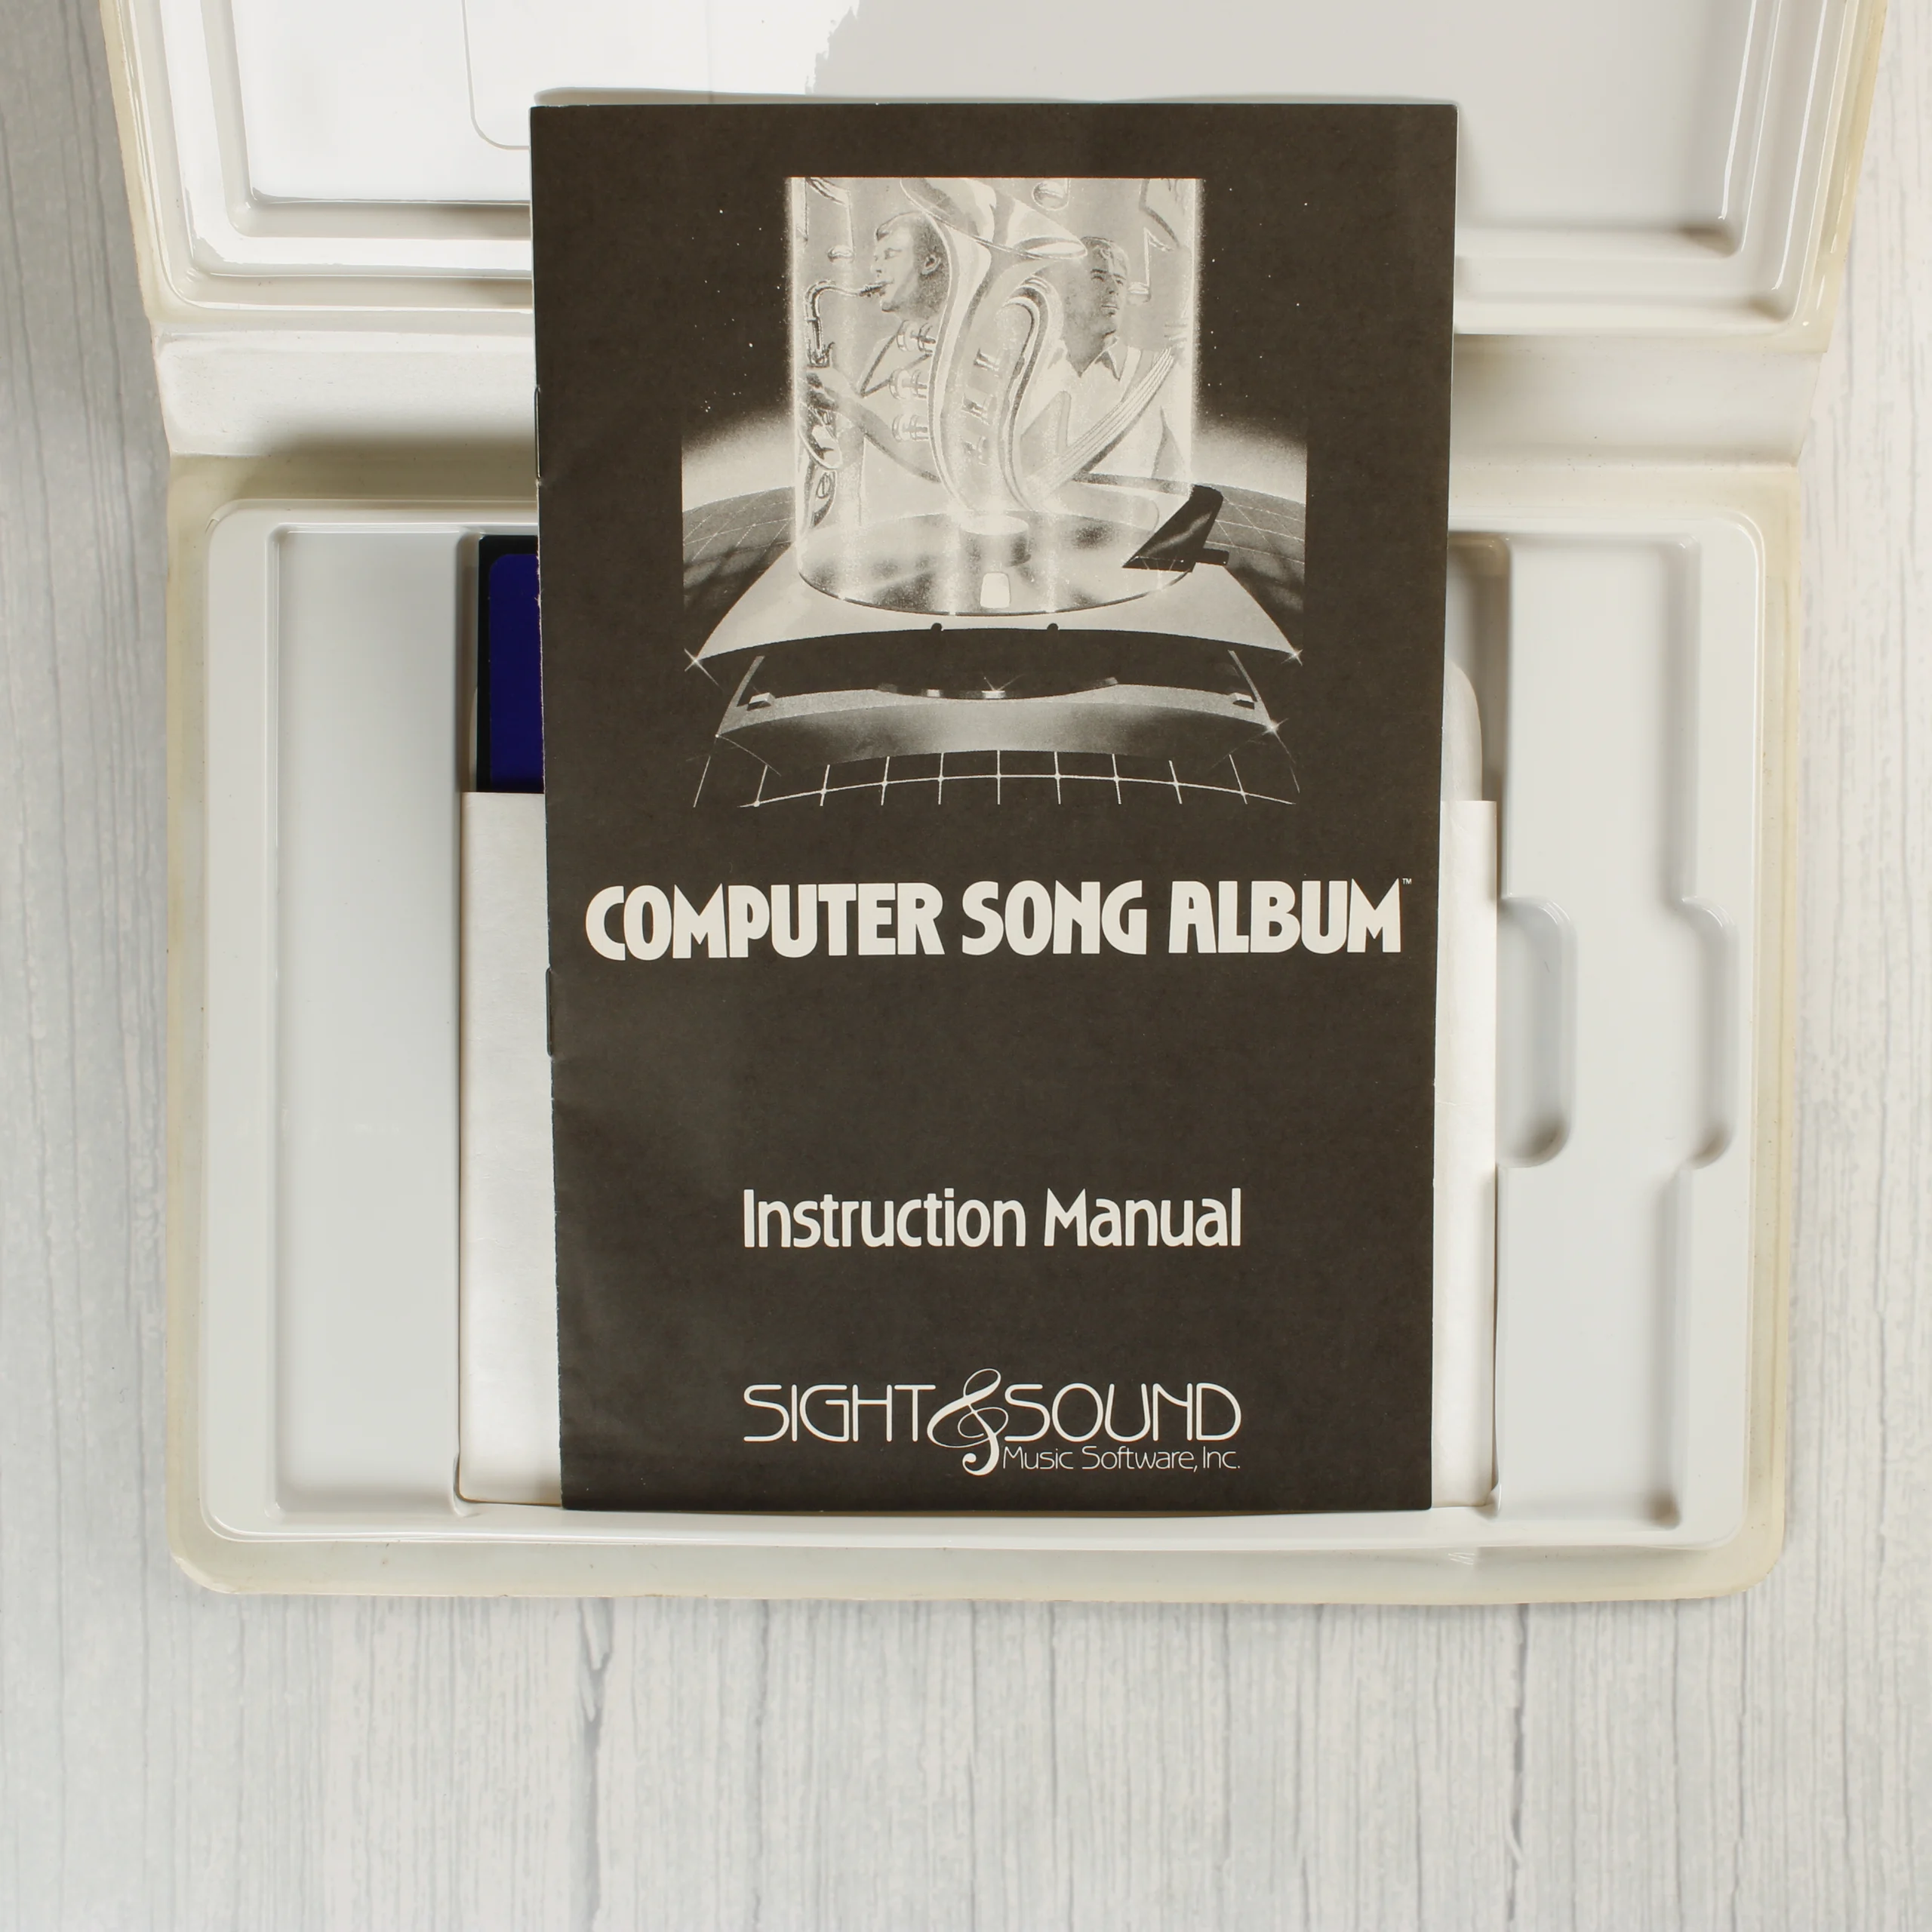 COMPUTER SONG ALBUM™
Instruction Manual
SIGHT & SOUND
Music Software, Inc.